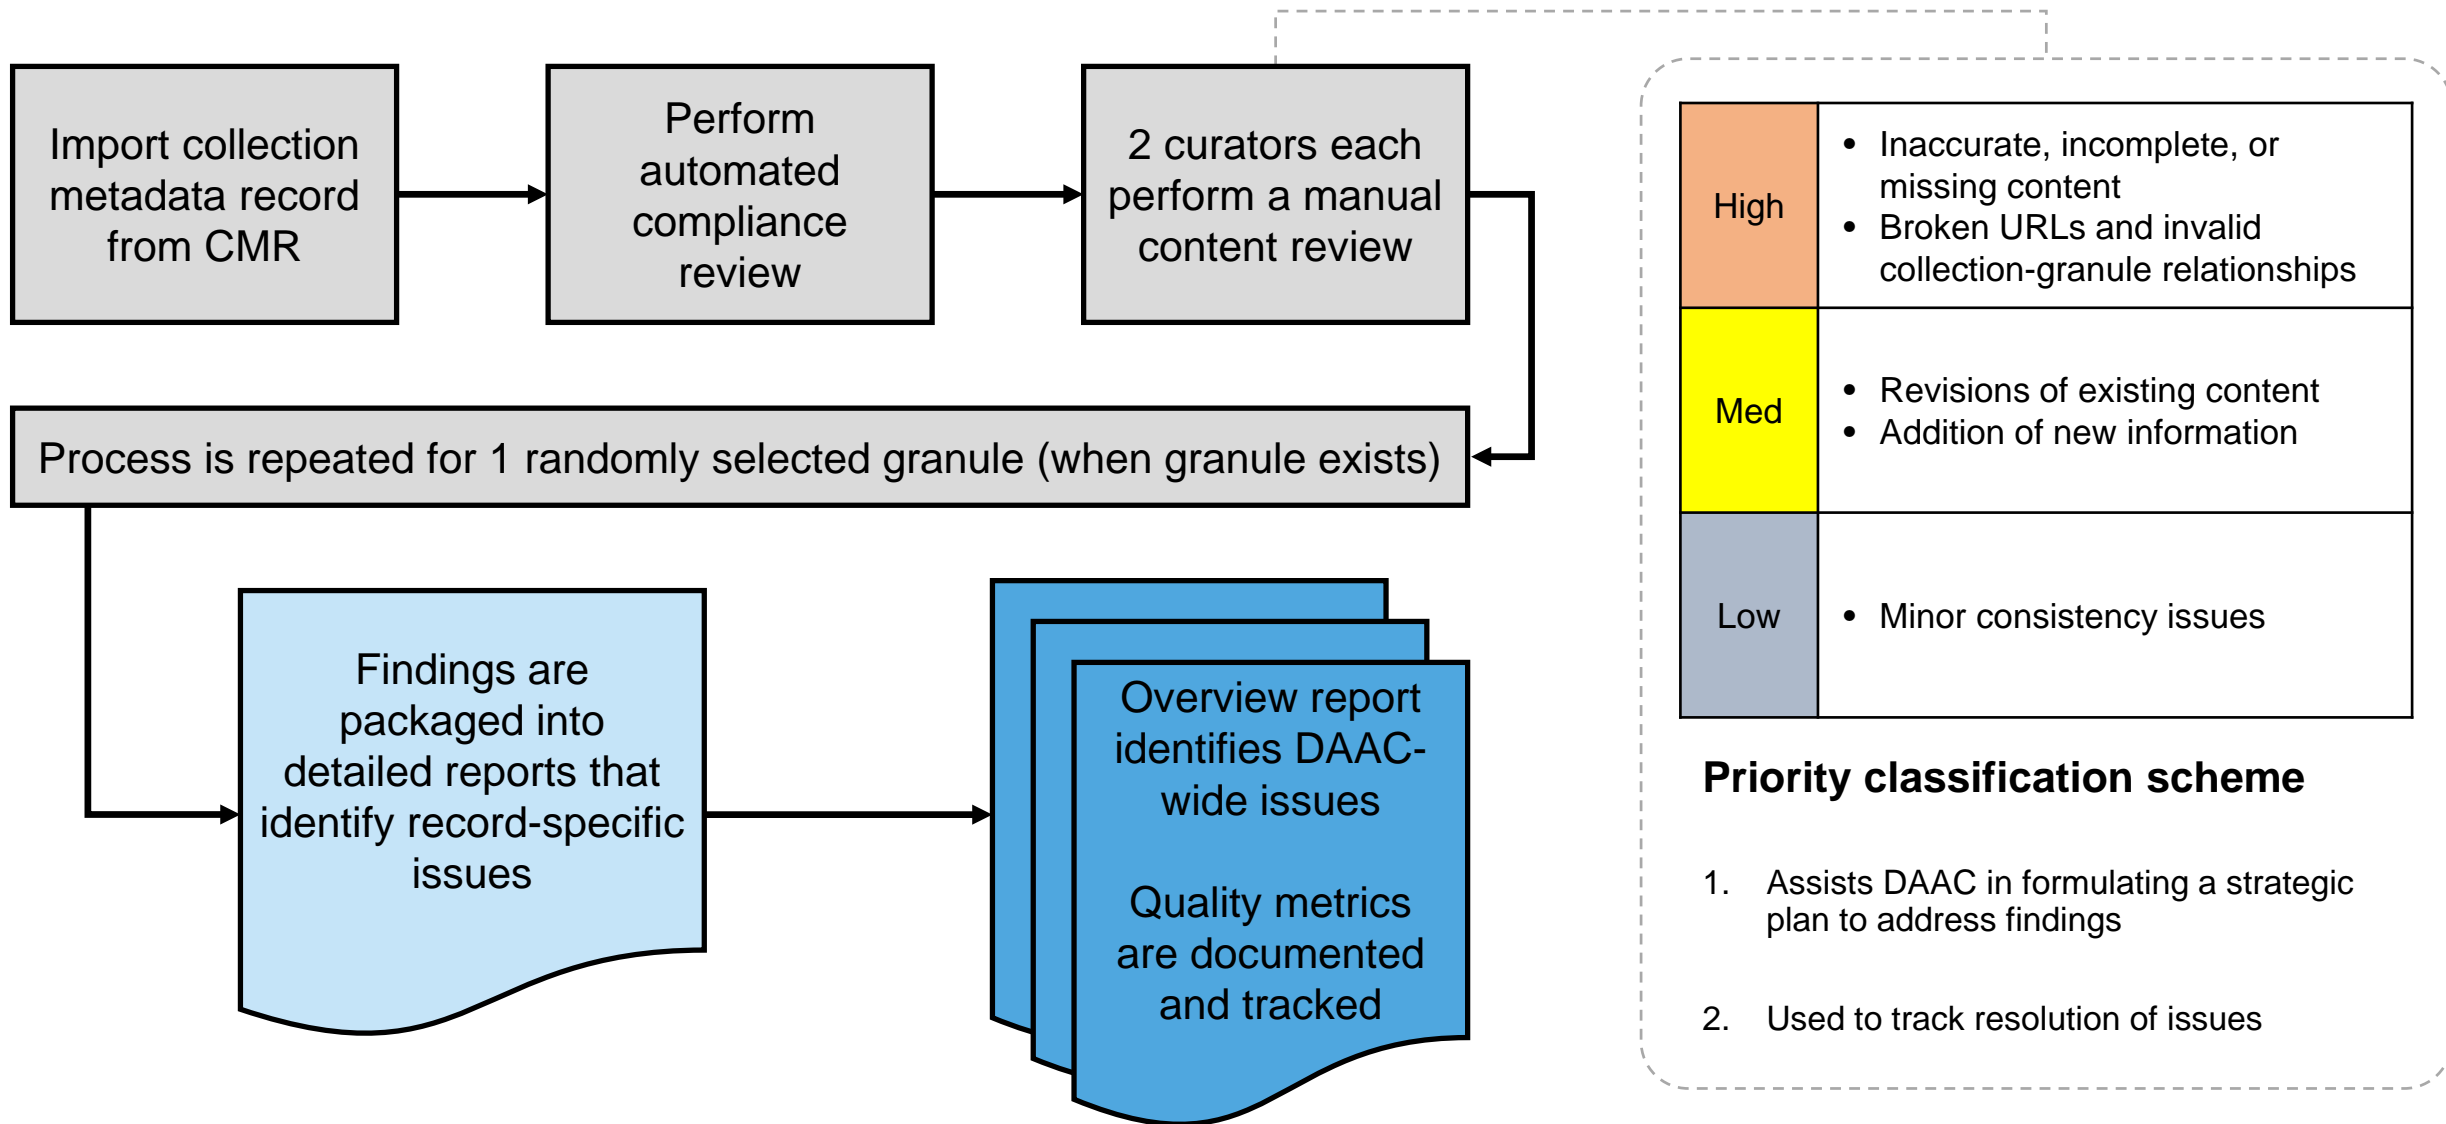 Import collection
metadata record
from CMR
Perform
automated
compliance
review
2 curators each
perform a manual
content review
Process is repeated for 1 randomly selected granule (when granule exists)
Findings are
packaged into
detailed reports that
identify record-specific
issues
Overview report
identifies DAAC-
wide issues
Quality metrics
are documented
and tracked
High
• Inaccurate, incomplete, or
missing content
• Broken URLs and invalid
collection-granule relationships
Med
• Revisions of existing content
• Addition of new information
Low
• Minor consistency issues
Priority classification scheme
1. Assists DAAC in formulating a strategic
plan to address findings
2. Used to track resolution of issues